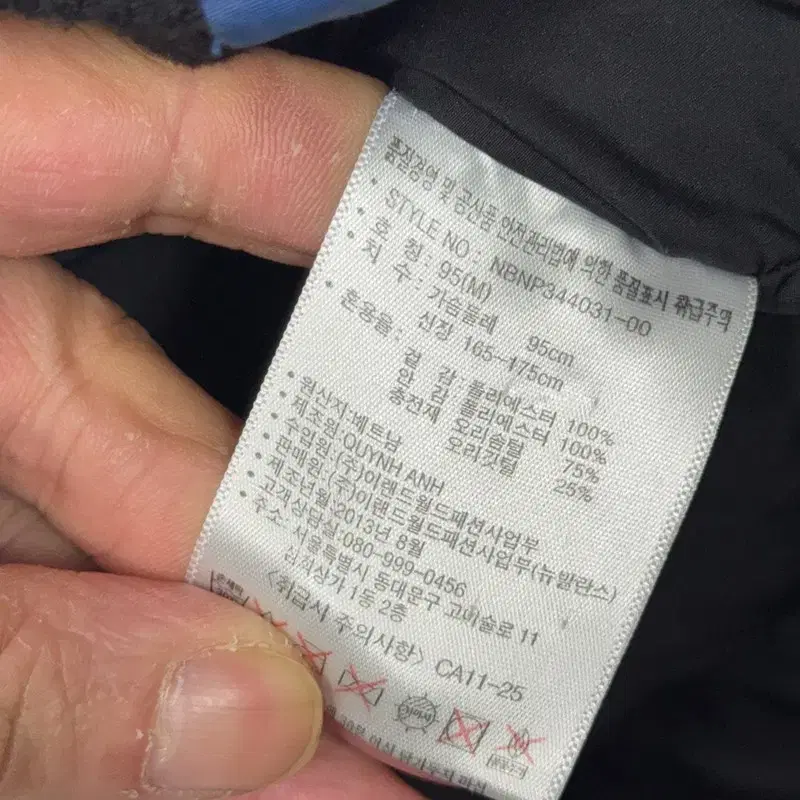 품질경영 및 공산품 안전관리법에 의한 품질표시 취급주의
• STYLE NO : NBNP344031-00
• 호 칭 : 95(M)
• 치 수 : 가슴둘레 95cm
신장 165~175cm
• 혼용율 :
겉 감 폴리에스터 100%
안 감 폴리에스터 100%
충전재 오리솜털 75%
오리깃털 25%
• 원산지:베트남
• 제조원:QUYNH ANH
• 수입원:(주)이랜드월드패션사업부
• 판매원:(주)이랜드월드패션사업부(뉴발란스)
• 제조년월:2013년 8월
• 고객상담실:080-999-0456
• 주소: 서울특별시 동대문구 고미술로 11
삼희상가 1동 2층
<취급시 주의사항> CA11-25